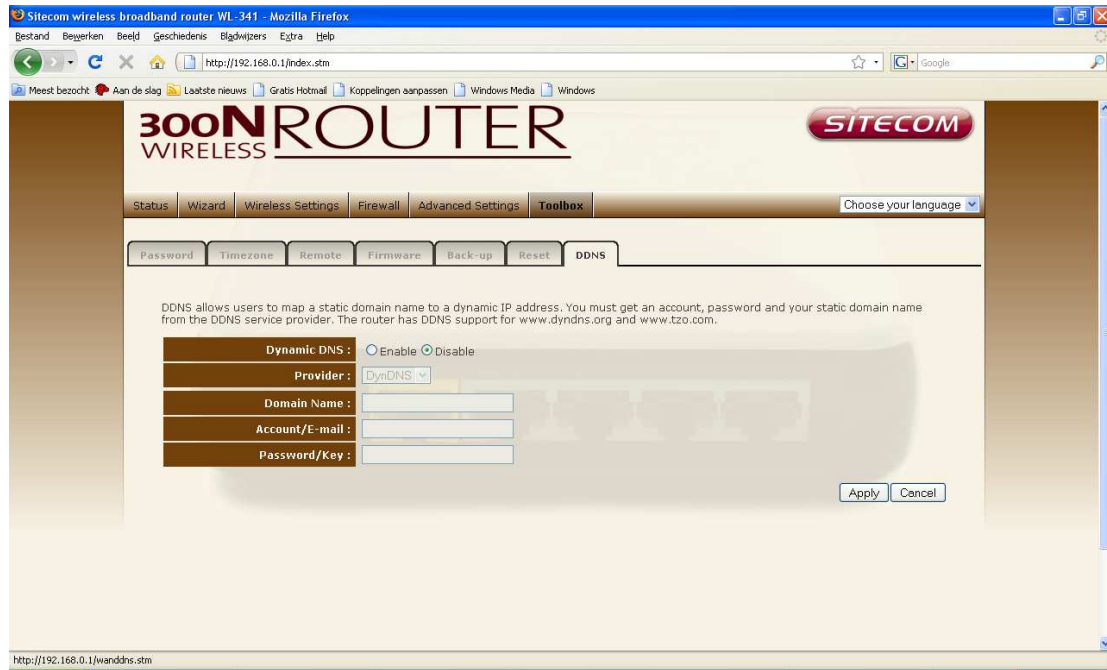 Sitecom wireless broadband router WL-341 - Mozilla Firefox
Bestand Bewerken Beeld Geschiedenis Bladwijzers Extra Help
http://192.168.0.1/index.stm
Google
Meest bezocht Aan de slag Laatste nieuws Gratis Hotmail Koppelingen aanpassen Windows Media Windows
300N WIRELESS ROUTER
SITECOM
Status Wizard Wireless Settings Firewall Advanced Settings Toolbox
Choose your language
Password Timezone Remote Firmware Back-up Reset DDNS
DDNS allows users to map a static domain name to a dynamic IP address. You must get an account, password and your static domain name
from the DDNS service provider. The router has DDNS support for www.dyndns.org and www.tzo.com.
Dynamic DNS : Enable Disable
Provider : DynDNS
Domain Name :
Account/E-mail :
Password/Key :
Apply Cancel
http://192.168.0.1/wanddns.stm